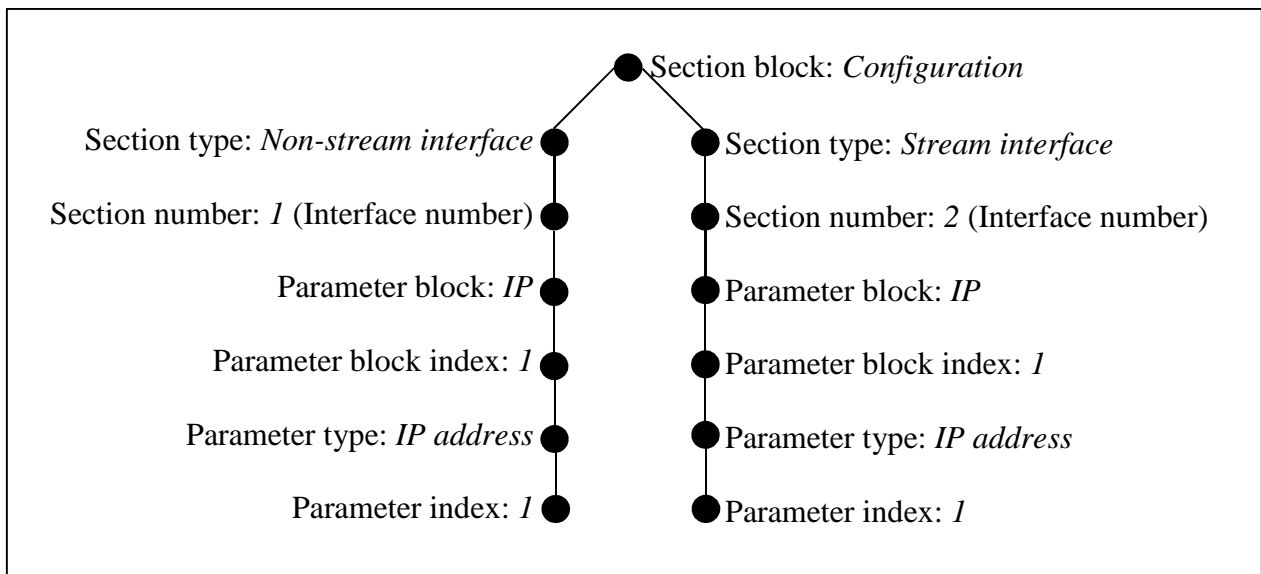 Section block: Configuration
Section type: Non-stream interface
Section type: Stream interface
Section number: 1 (Interface number)
Section number: 2 (Interface number)
Parameter block: IP
Parameter block: IP
Parameter block index: 1
Parameter block index: 1
Parameter type: IP address
Parameter type: IP address
Parameter index: 1
Parameter index: 1